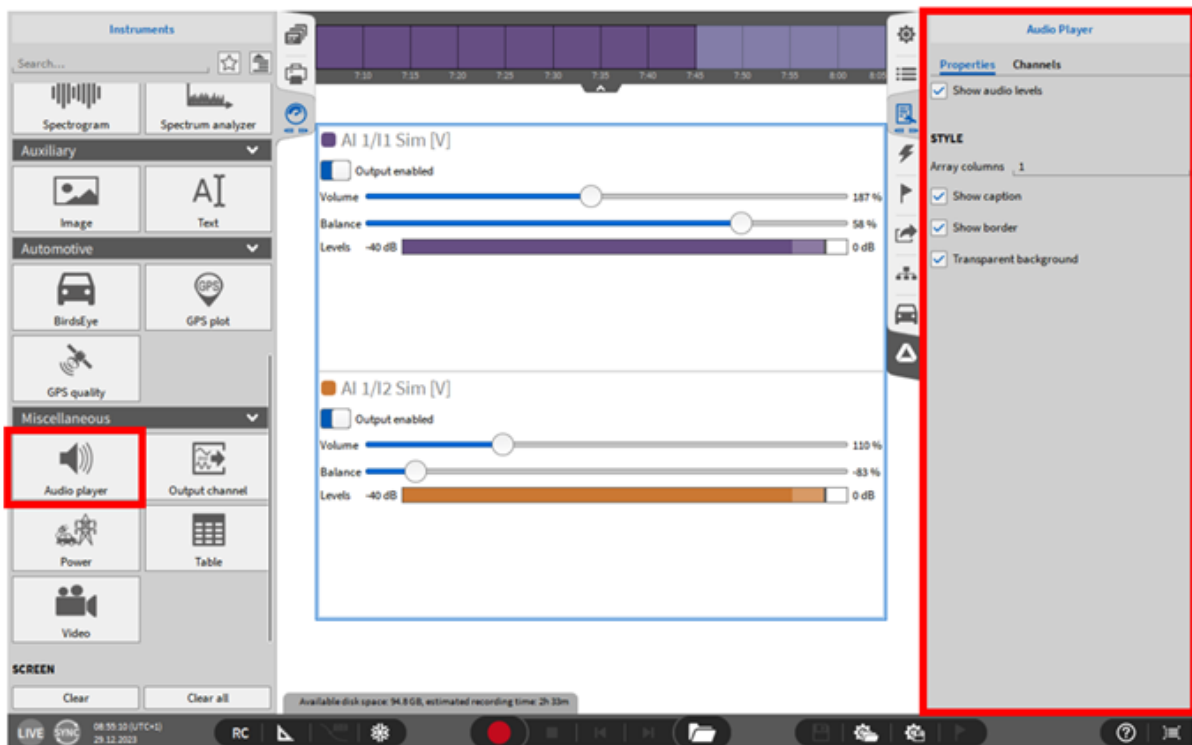 Instruments
Search...
Spectrogram
Spectrum analyzer
Auxiliary
AI
Image
Text
Automotive
GPS
BirdsEye
GPS plot
GPS quality
Miscellaneous
Audio player
Output channel
Power
Table
Video
SCREEN
Clear
Clear all
7:10 7:15 7:20 7:25 7:30 7:35 7:40 7:45 7:50 7:55 8:00 8:05
AI 1/I1 Sim [V]
Output enabled
Volume 187 %
Balance 58 %
Levels -40 dB 0 dB
AI 1/I2 Sim [V]
Output enabled
Volume 110 %
Balance -83 %
Levels -40 dB 0 dB
Available disk space: 94.8 GB, estimated recording time: 2h 33m
Audio Player
Properties Channels
Show audio levels
STYLE
Array columns 1
Show caption
Show border
Transparent background
LIVE SYNC 08:55:10 (UTC+1)
29.12.2023
RC
?